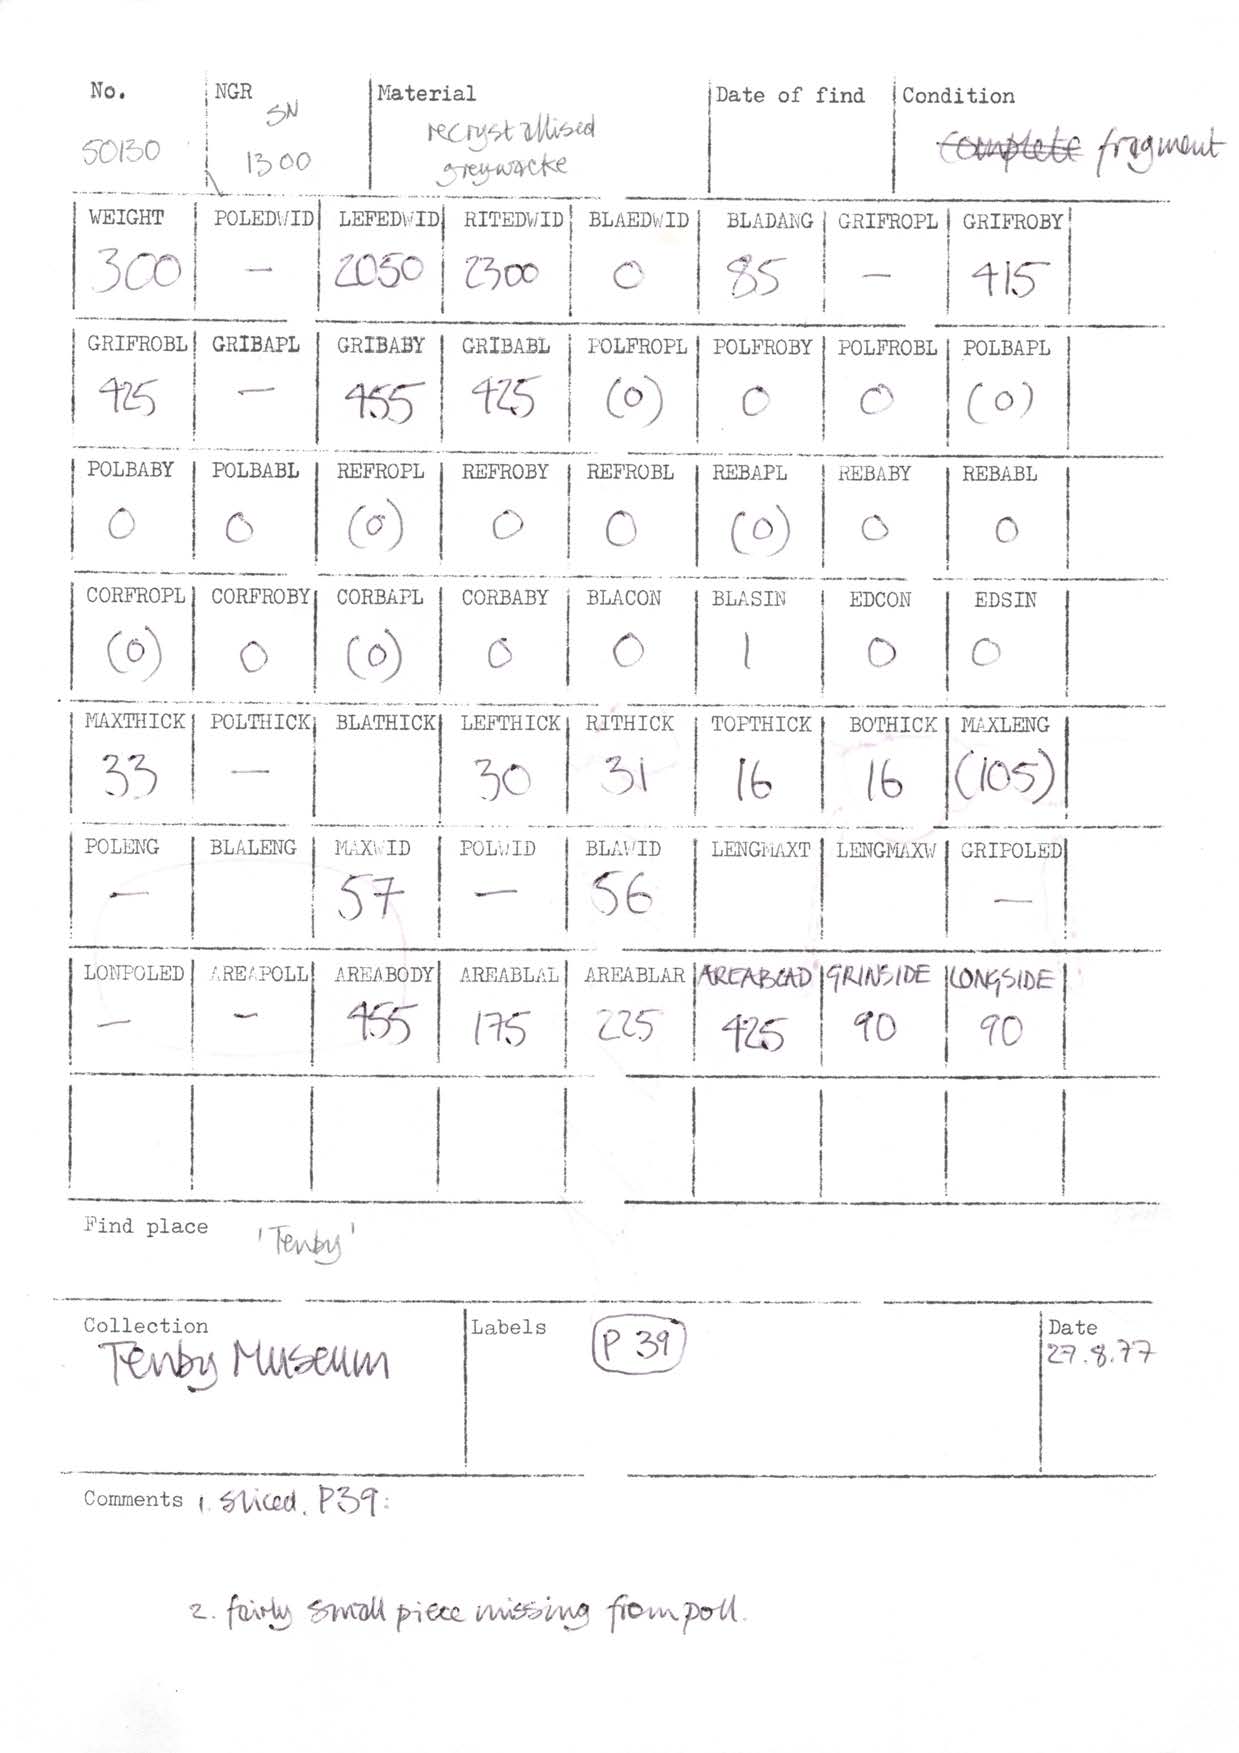 No. NGR Material Date of find Condition
50130 SN 1300 recrystallised greywacke complete fragment
WEIGHT POLEDWID LEFEDWID RITEDWID BLAEDWID BLADANG GRIFROPL GRIFROBY
300 — 2050 2300 0 85 — 415
GRIFROBL GRIBAPL GRIBABY GRIBABL POLFROPL POLFROBY POLFROBL POLBAPL
425 — 455 425 (0) 0 0 (0)
POLBABY POLBABL REFROPL REFROBY REFROBL REBAPL REBABY REBABL
0 0 (0) 0 0 (0) 0 0
CORFROPL CORFROBY CORBAPL CORBABY BLACON BLASIN EDCON EDSIN
(0) 0 (0) 0 0 1 0 0
MAXTHICK POLTHICK BLATHICK LEFTHICK RITHICK TOPTHICK BOTHICK MAXLENG
33 — 30 31 16 16 (105)
POLENG BLALENG MAXWID POLWID BLAWID LENGMAXT LENGMAXW GRIPOLED
— 57 — 56 —
LONPOLED AREAPOLL AREABODY AREABLAL AREABLAR AREABLAD GRINSIDE LONGSIDE
— — 455 175 225 425 90 90
Find place 'Tenby'
Collection Labels Date
Tenby Museum P 39 27.8.77
Comments 1. Sliced. P39:
2. fairly small piece missing from poll.